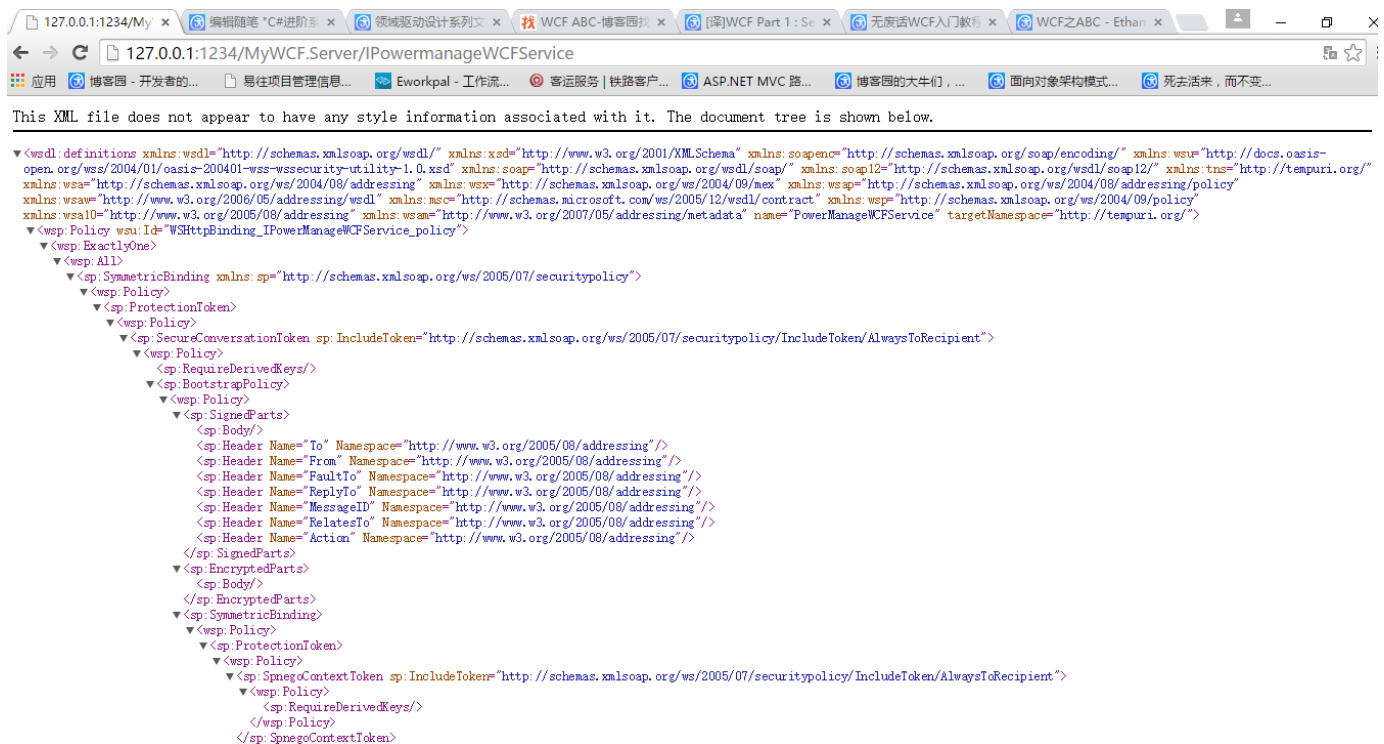 127.0.0.1:1234/My
编辑随笔 "C#进阶系
领域驱动设计系列文
WCF ABC-博客园找
[译]WCF Part 1 : Se
无废话WCF入门教程
WCF之ABC - Ethan
127.0.0.1:1234/MyWCF.Server/IPowermanageWCFService
应用
博客园 - 开发者的...
易往项目管理信息...
Eworkpal - 工作流...
客运服务 | 铁路客户...
ASP.NET MVC 路...
博客园的大牛们，...
面向对象架构模式...
死去活来，而不变...
This XML file does not appear to have any style information associated with it. The document tree is shown below.
▼<wsdl:definitions xmlns:wsdl="http://schemas.xmlsoap.org/wsdl/" xmlns:xsd="http://www.w3.org/2001/XMLSchema" xmlns:soapenc="http://schemas.xmlsoap.org/soap/encoding/" xmlns:wsu="http://docs.oasis-
open.org/wss/2004/01/oasis-200401-wss-wssecurity-utility-1.0.xsd" xmlns:soap="http://schemas.xmlsoap.org/wsdl/soap/" xmlns:soap12="http://schemas.xmlsoap.org/wsdl/soap12/" xmlns:tns="http://tempuri.org/"
xmlns:wsa="http://schemas.xmlsoap.org/ws/2004/08/addressing" xmlns:wsx="http://schemas.xmlsoap.org/ws/2004/09/mex" xmlns:wsap="http://schemas.xmlsoap.org/ws/2004/08/addressing/policy"
xmlns:wsaw="http://www.w3.org/2006/05/addressing/wsdl" xmlns:msc="http://schemas.microsoft.com/ws/2005/12/wsdl/contract" xmlns:wsp="http://schemas.xmlsoap.org/ws/2004/09/policy"
xmlns:wsa10="http://www.w3.org/2005/08/addressing" xmlns:wsam="http://www.w3.org/2007/05/addressing/metadata" name="PowerManageWCFService" targetNamespace="http://tempuri.org/">
▼<wsp:Policy wsu:Id="WSHttpBinding_IPowerManageWCFService_policy">
▼<wsp:ExactlyOne>
▼<wsp:All>
▼<sp:SymmetricBinding xmlns:sp="http://schemas.xmlsoap.org/ws/2005/07/securitypolicy">
▼<wsp:Policy>
▼<sp:ProtectionToken>
▼<wsp:Policy>
▼<sp:SecureConversationToken sp:IncludeToken="http://schemas.xmlsoap.org/ws/2005/07/securitypolicy/IncludeToken/AlwaysToRecipient">
▼<wsp:Policy>
<sp:RequireDerivedKeys/>
▼<sp:BootstrapPolicy>
▼<wsp:Policy>
▼<sp:SignedParts>
<sp:Body/>
<sp:Header Name="To" Namespace="http://www.w3.org/2005/08/addressing"/>
<sp:Header Name="From" Namespace="http://www.w3.org/2005/08/addressing"/>
<sp:Header Name="FaultTo" Namespace="http://www.w3.org/2005/08/addressing"/>
<sp:Header Name="ReplyTo" Namespace="http://www.w3.org/2005/08/addressing"/>
<sp:Header Name="MessageID" Namespace="http://www.w3.org/2005/08/addressing"/>
<sp:Header Name="RelatesTo" Namespace="http://www.w3.org/2005/08/addressing"/>
<sp:Header Name="Action" Namespace="http://www.w3.org/2005/08/addressing"/>
</sp:SignedParts>
▼<sp:EncryptedParts>
<sp:Body/>
</sp:EncryptedParts>
▼<sp:SymmetricBinding>
▼<wsp:Policy>
▼<sp:ProtectionToken>
▼<wsp:Policy>
▼<sp:SpnegoContextToken sp:IncludeToken="http://schemas.xmlsoap.org/ws/2005/07/securitypolicy/IncludeToken/AlwaysToRecipient">
▼<wsp:Policy>
<sp:RequireDerivedKeys/>
</wsp:Policy>
</sp:SpnegoContextToken>